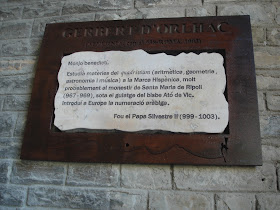 GERBERT D'ORLHAC
Monjo benedictí.
Estudià matèries del quadrivium (aritmètica, geometria,
astronomia i música) a la Marca Hispànica, molt
probablement al monestir de Santa Maria de Ripoll
(967-969), sota el guiatge del bisbe Ató de Vic.
Introduí a Europa la numeració aràbiga.
Fou el Papa Silvestre II (999-1003).